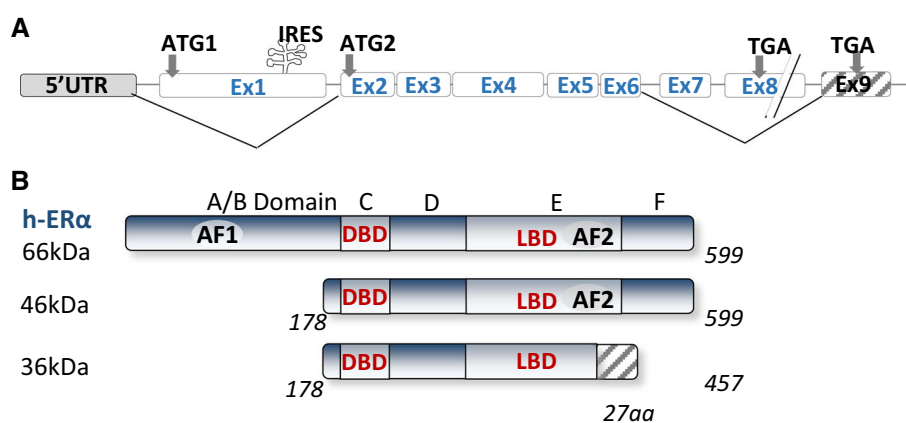 A
IRES
ATG1 ATG2 TGA TGA
5'UTR Ex1 Ex2 Ex3 Ex4 Ex5 Ex6 Ex7 Ex8 Ex9
B
A/B Domain C D E F
h-ERα
AF1 DBD LBD AF2
66kDa 599
46kDa DBD LBD AF2
178 599
36kDa DBD LBD
178 457
27aa